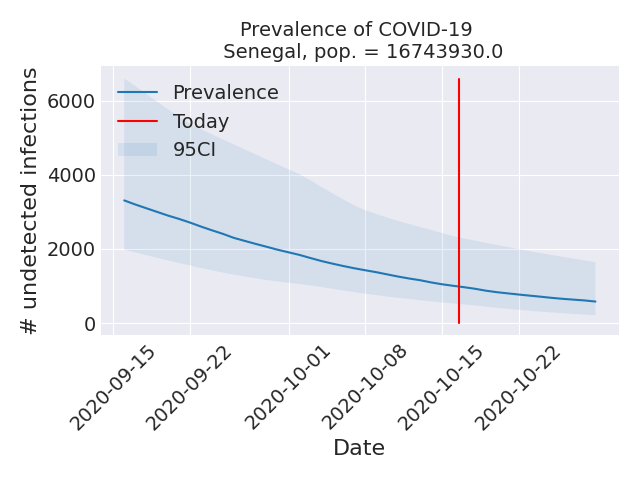 Prevalence of COVID-19
Senegal, pop. = 16743930.0
# undetected infections
6000
4000
2000
0
Prevalence
Today
95CI
2020-09-15
2020-09-22
2020-10-01
2020-10-08
2020-10-15
2020-10-22
Date